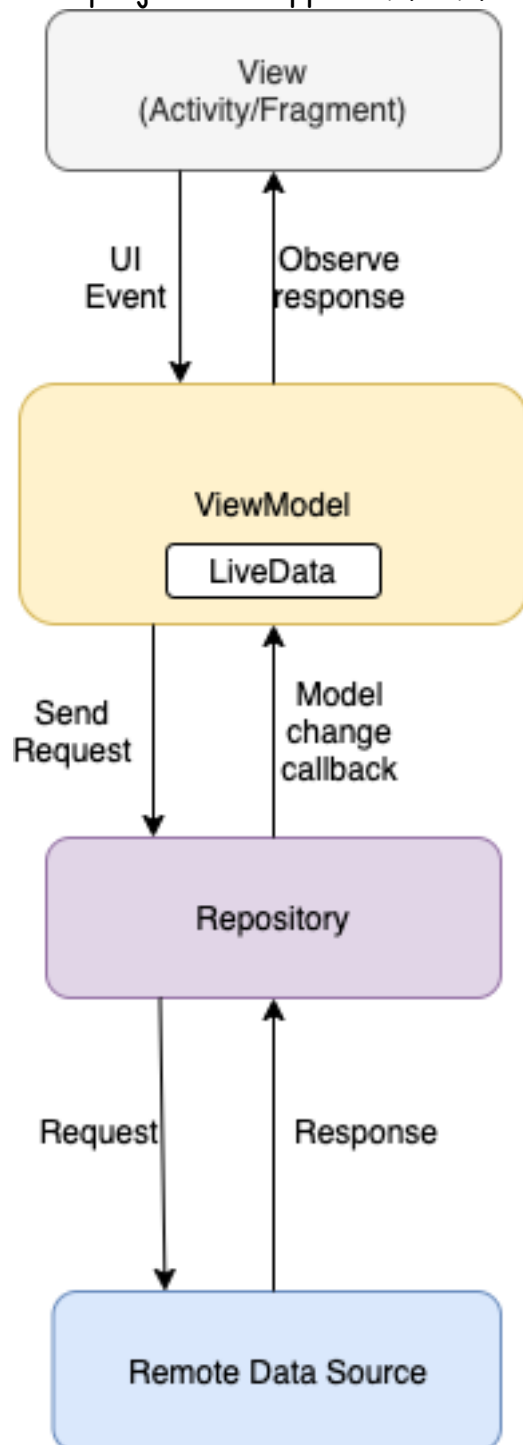 View
(Activity/Fragment)
UI
Event
Observe
response
ViewModel
LiveData
Send
Request
Model
change
callback
Repository
Request
Response
Remote Data Source